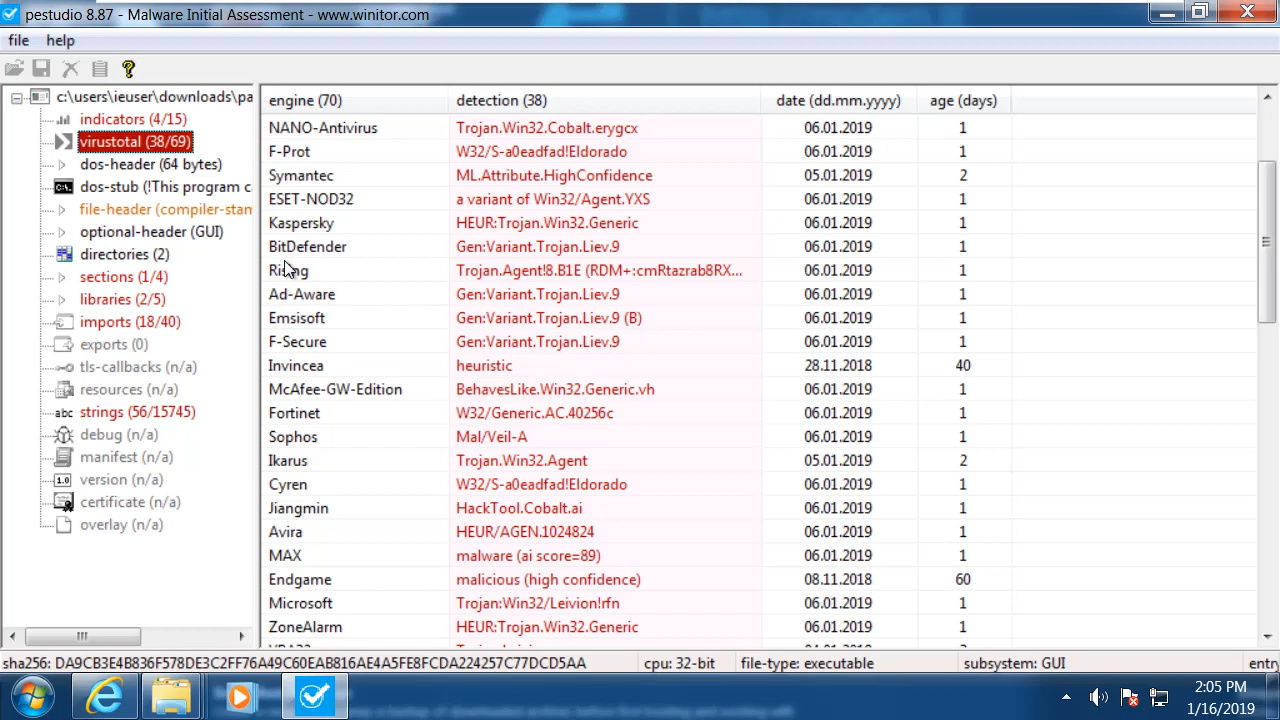 pestudio 8.87 - Malware Initial Assessment - www.winitor.com
file help
c:\users\ieuser\downloads\pa
indicators (4/15)
virustotal (38/69)
dos-header (64 bytes)
dos-stub (!This program c
file-header (compiler-stam
optional-header (GUI)
directories (2)
sections (1/4)
libraries (2/5)
imports (18/40)
exports (0)
tls-callbacks (n/a)
resources (n/a)
abc strings (56/15745)
debug (n/a)
manifest (n/a)
1.0 version (n/a)
certificate (n/a)
overlay (n/a)
engine (70) detection (38) date (dd.mm.yyyy) age (days)
NANO-Antivirus Trojan.Win32.Cobalt.erygcx 06.01.2019 1
F-Prot W32/S-a0eadfad!Eldorado 06.01.2019 1
Symantec ML.Attribute.HighConfidence 05.01.2019 2
ESET-NOD32 a variant of Win32/Agent.YXS 06.01.2019 1
Kaspersky HEUR:Trojan.Win32.Generic 06.01.2019 1
BitDefender Gen:Variant.Trojan.Liev.9 06.01.2019 1
Rising Trojan.Agent!8.B1E (RDM+:cmRtazrab8RX... 06.01.2019 1
Ad-Aware Gen:Variant.Trojan.Liev.9 06.01.2019 1
Emsisoft Gen:Variant.Trojan.Liev.9 (B) 06.01.2019 1
F-Secure Gen:Variant.Trojan.Liev.9 06.01.2019 1
Invincea heuristic 28.11.2018 40
McAfee-GW-Edition BehavesLike.Win32.Generic.vh 06.01.2019 1
Fortinet W32/Generic.AC.40256c 06.01.2019 1
Sophos Mal/Veil-A 06.01.2019 1
Ikarus Trojan.Win32.Agent 05.01.2019 2
Cyren W32/S-a0eadfad!Eldorado 06.01.2019 1
Jiangmin HackTool.Cobalt.ai 06.01.2019 1
Avira HEUR/AGEN.1024824 06.01.2019 1
MAX malware (ai score=89) 06.01.2019 1
Endgame malicious (high confidence) 08.11.2018 60
Microsoft Trojan:Win32/Leivion!rfn 06.01.2019 1
ZoneAlarm HEUR:Trojan.Win32.Generic 06.01.2019 1
sha256: DA9CB3E4B836F578DE3C2FF76A49C60EAB816AE4A5FE8FCDA224257C77DCD5AA cpu: 32-bit file-type: executable subsystem: GUI entry
2:05 PM
1/16/2019